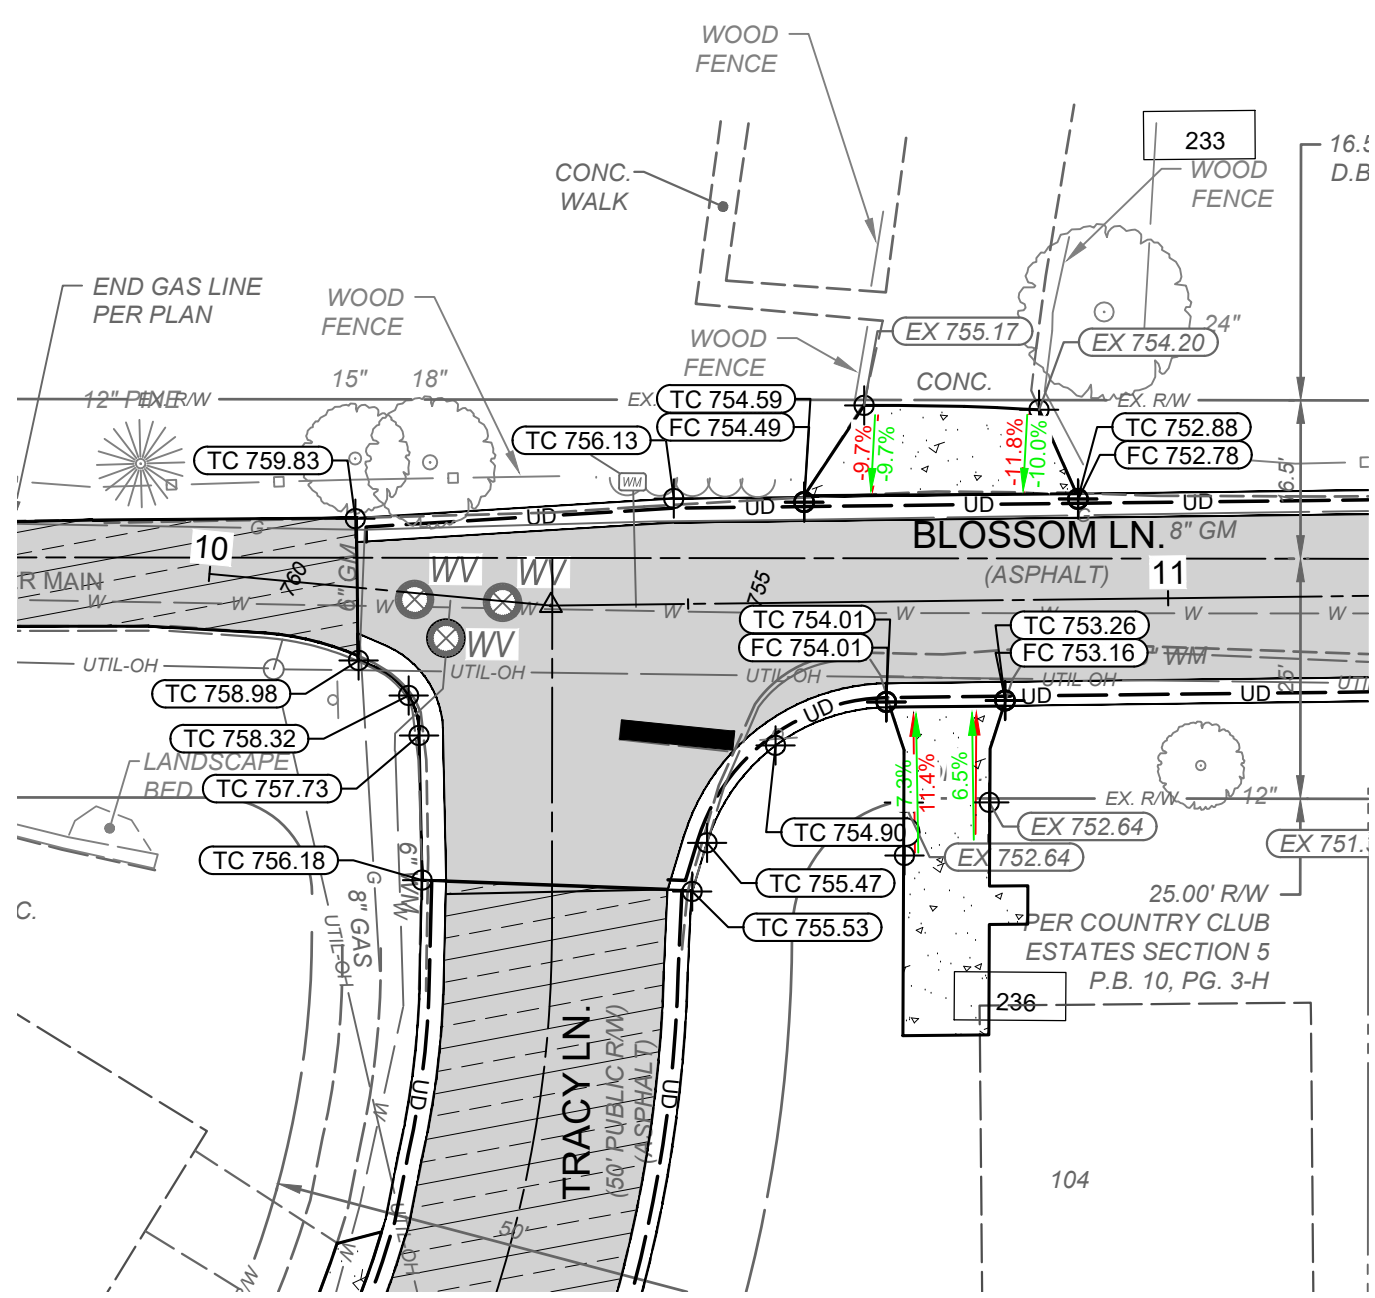 WOOD
FENCE
233
16.5
D.B
CONC.
WALK
WOOD
FENCE
END GAS LINE
PER PLAN
WOOD
FENCE
WOOD
FENCE
EX 755.17
EX 754.20
24"
15"
18"
CONC.
12" PINE
EX. R/W
EX.
EX. R/W
TC 754.59
FC 754.49
TC 756.13
TC 752.88
FC 752.78
TC 759.83
-9.7%
-9.7%
-11.8%
-10.0%
16.5'
WM
UD
UD
UD
UD
G
G
BLOSSOM LN.
8" GM
(ASPHALT)
10
11
R MAIN
760
6" GM
WV
WV
WV
755
W
W
W
W
W
W
W
W
W
TC 754.01
FC 754.01
TC 753.26
FC 753.16
" WM
UTIL-OH
UTIL-OH
UTIL-OH
UTIL-OH
UTI
25'
TC 758.98
TC 758.32
TC 757.73
LANDSCAPE
BED
UD
UD
UD
7.3%
11.4%
6.5%
EX. R/W
12"
EX 752.64
EX 752.64
EX 751.
TC 754.90
TC 756.18
TC 755.47
TC 755.53
6" WM
G
8" GAS
UTIL-OH
C.
25.00' R/W
PER COUNTRY CLUB
ESTATES SECTION 5
P.B. 10, PG. 3-H
236
TRACY LN.
(50' PUBLIC R/W)
(ASPHALT)
UD
UD
W
W
W
UTIL-OH
50'
R/W
104